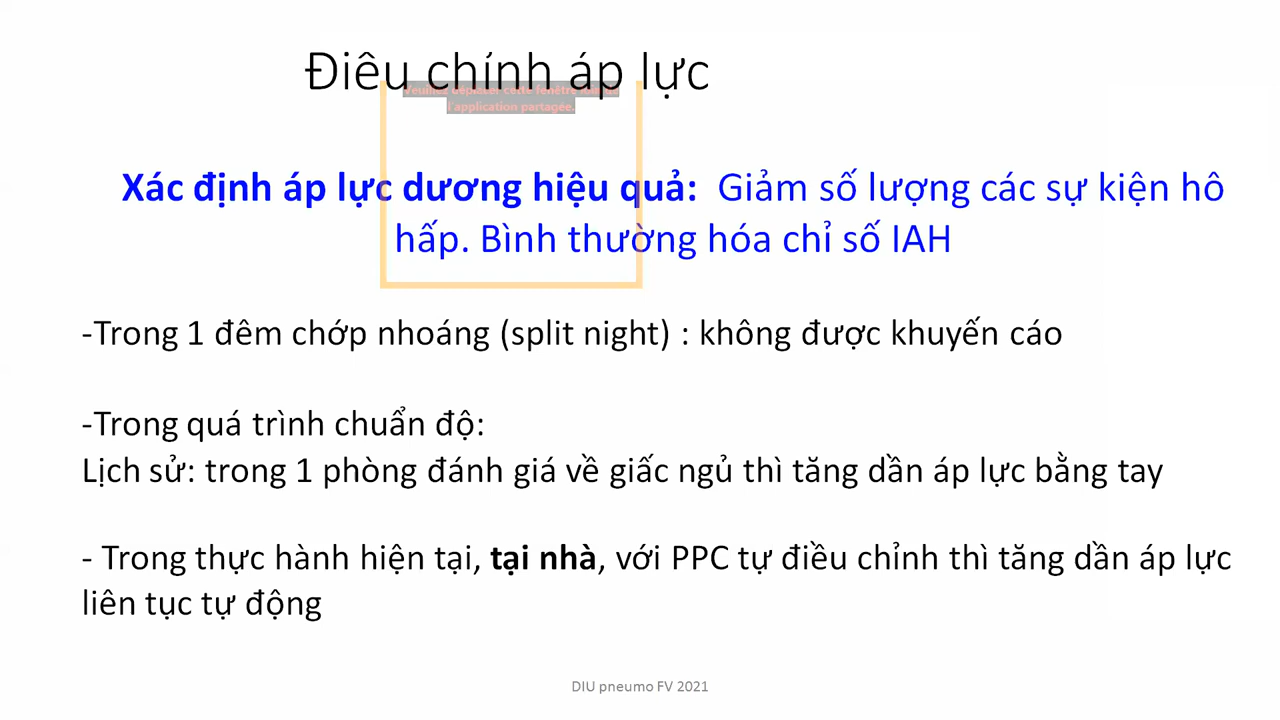 Điêu chính áp lực
l'application partagée.
Xác định áp lực dương hiệu quả: Giảm số lượng các sự kiện hô
hấp. Bình thường hóa chỉ số IAH
-Trong 1 đêm chớp nhoáng (split night) : không được khuyến cáo
-Trong quá trình chuẩn độ:
Lịch sử: trong 1 phòng đánh giá về giấc ngủ thì tăng dần áp lực bằng tay
- Trong thực hành hiện tại, tại nhà, với PPC tự điều chỉnh thì tăng dần áp lực
liên tục tự động
DIU pneumo FV 2021